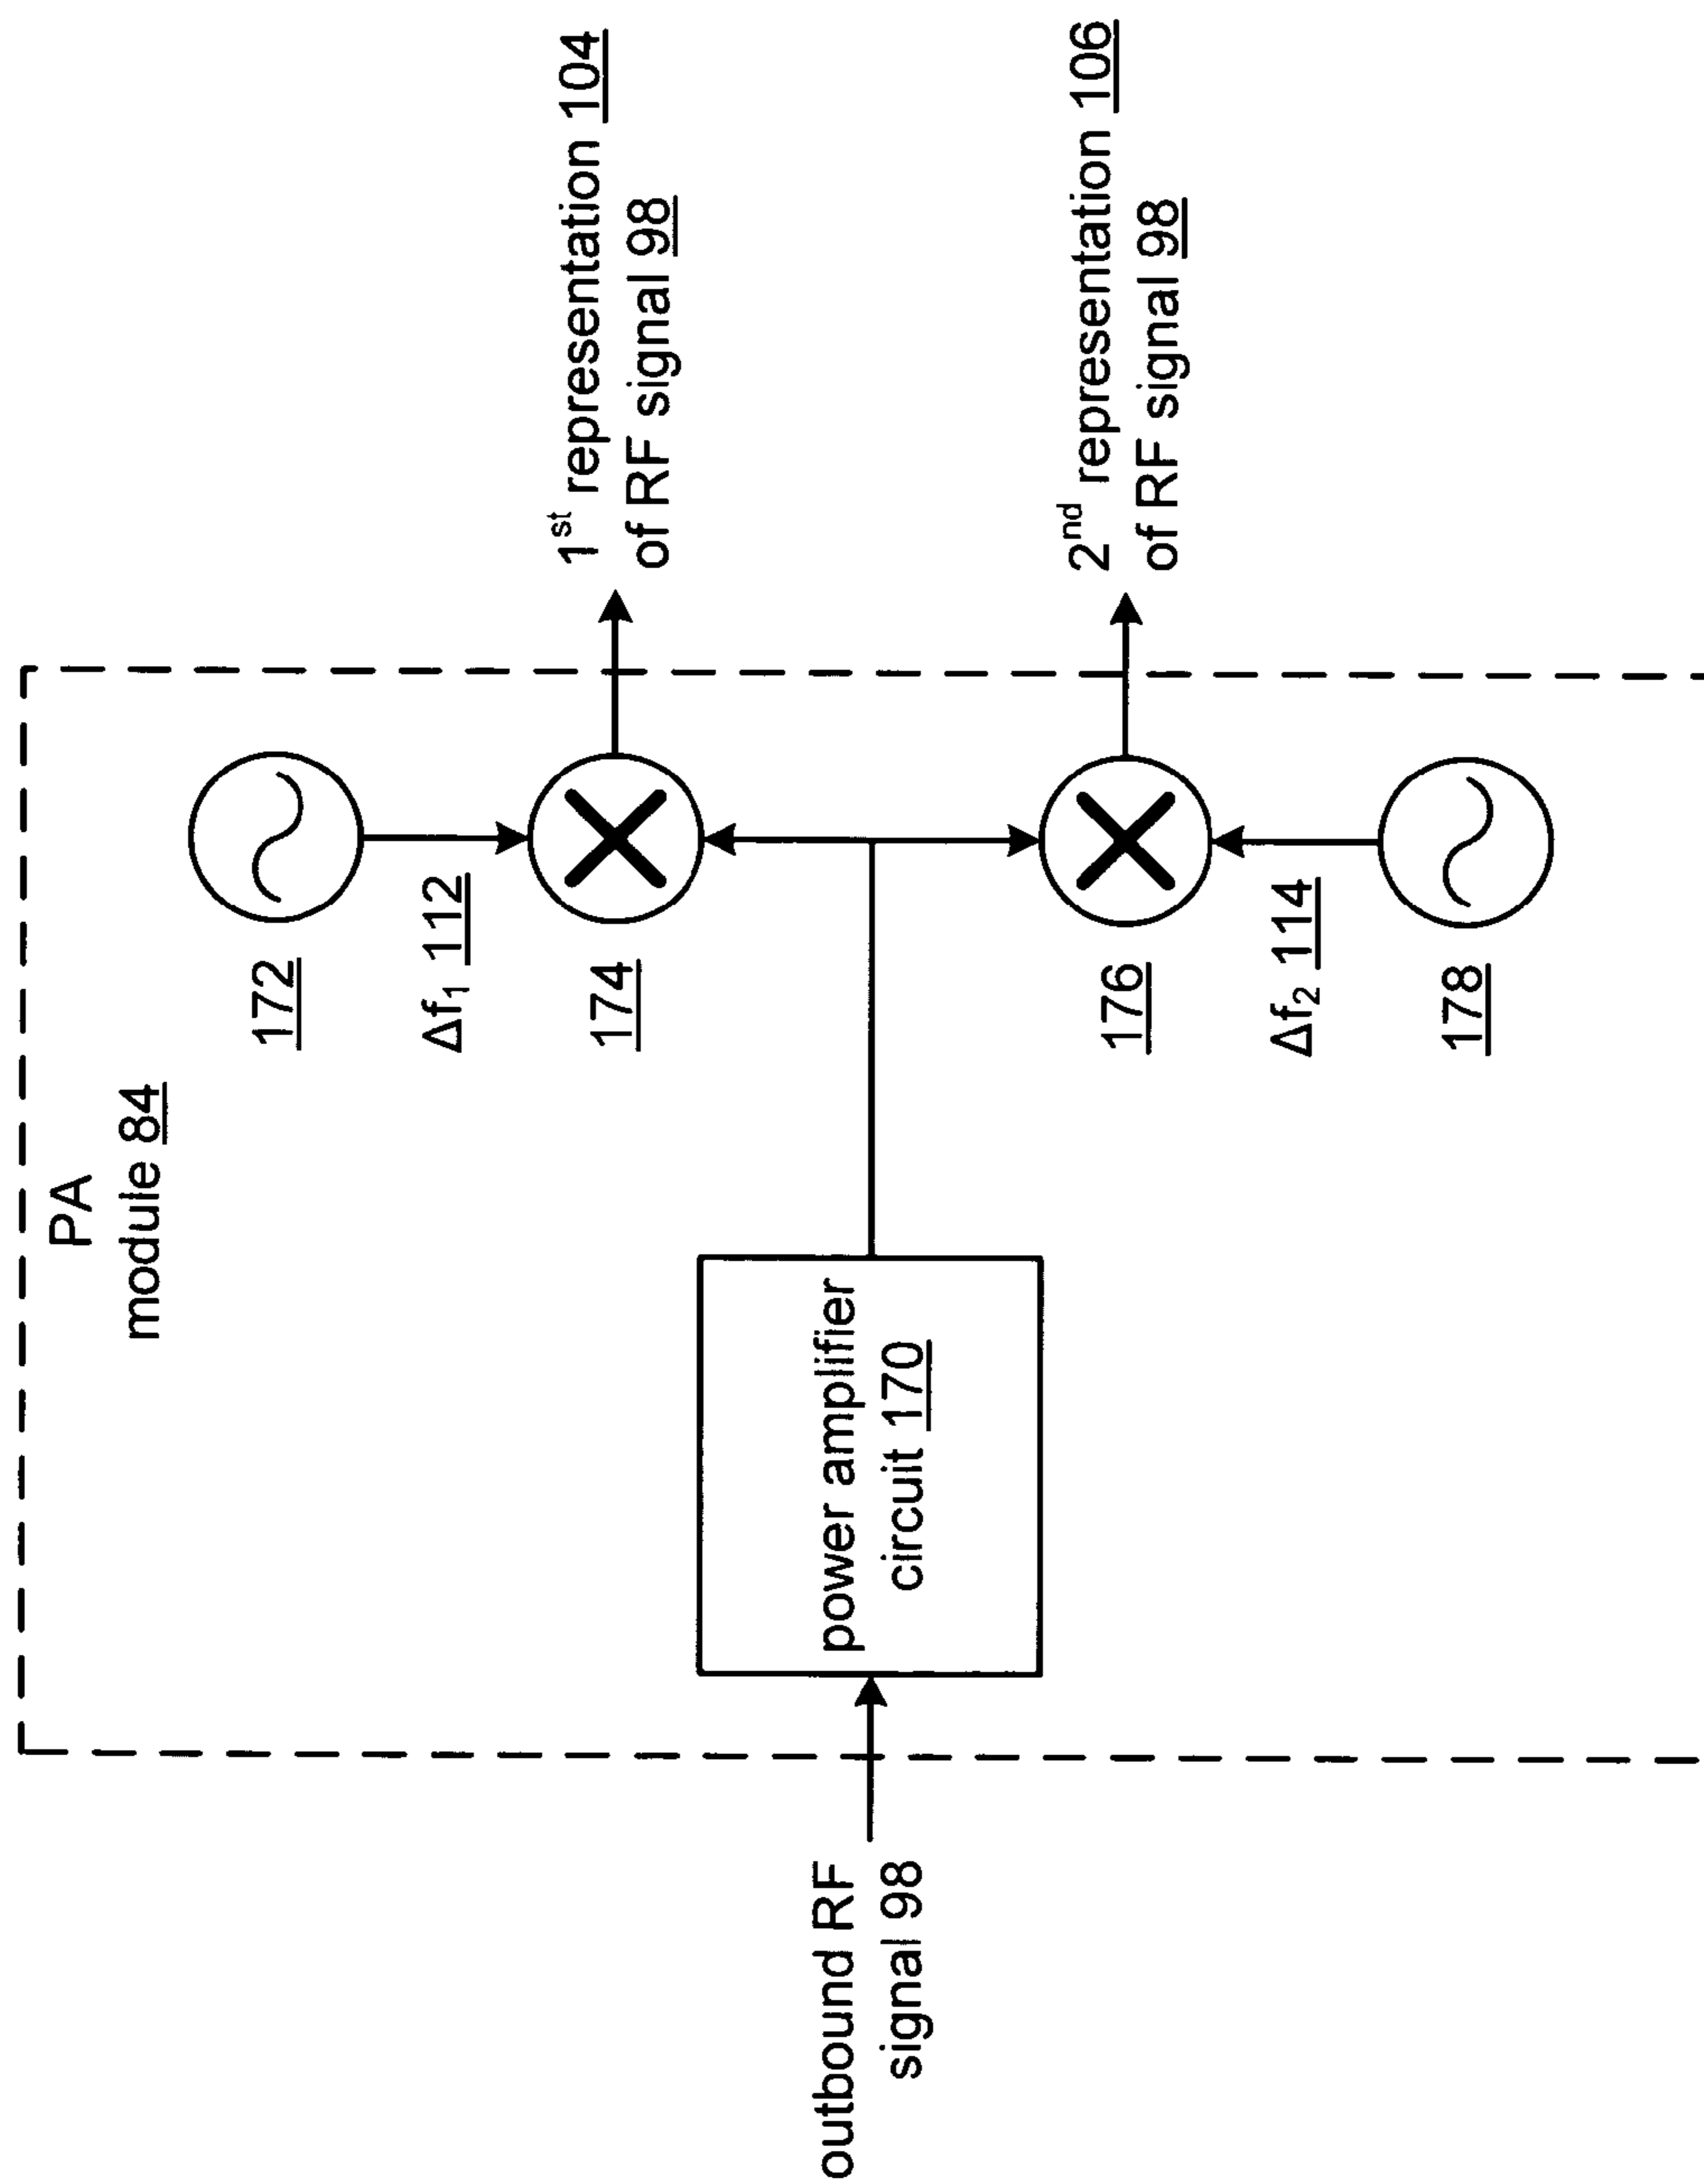 PA
module 84
172
Δf₁ 112
174
1st representation 104
of RF signal 98
outbound RF
signal 98
power amplifier
circuit 170
176
2nd representation 106
of RF signal 98
Δf₂ 114
178